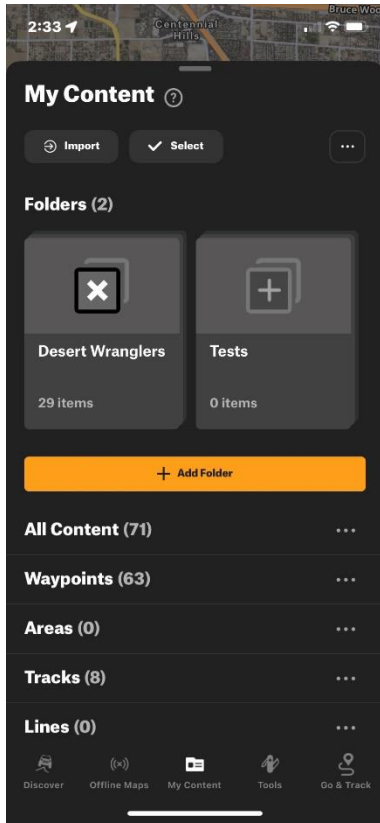 Bruce Woo
2:33
Centennial
Hills
My Content ?
Import
Select
...
Folders (2)
Desert Wranglers
Tests
29 items
0 items
+ Add Folder
All Content (71)
...
Waypoints (63)
...
Areas (0)
...
Tracks (8)
...
Lines (0)
...
Discover
Offline Maps
My Content
Tools
Go & Track